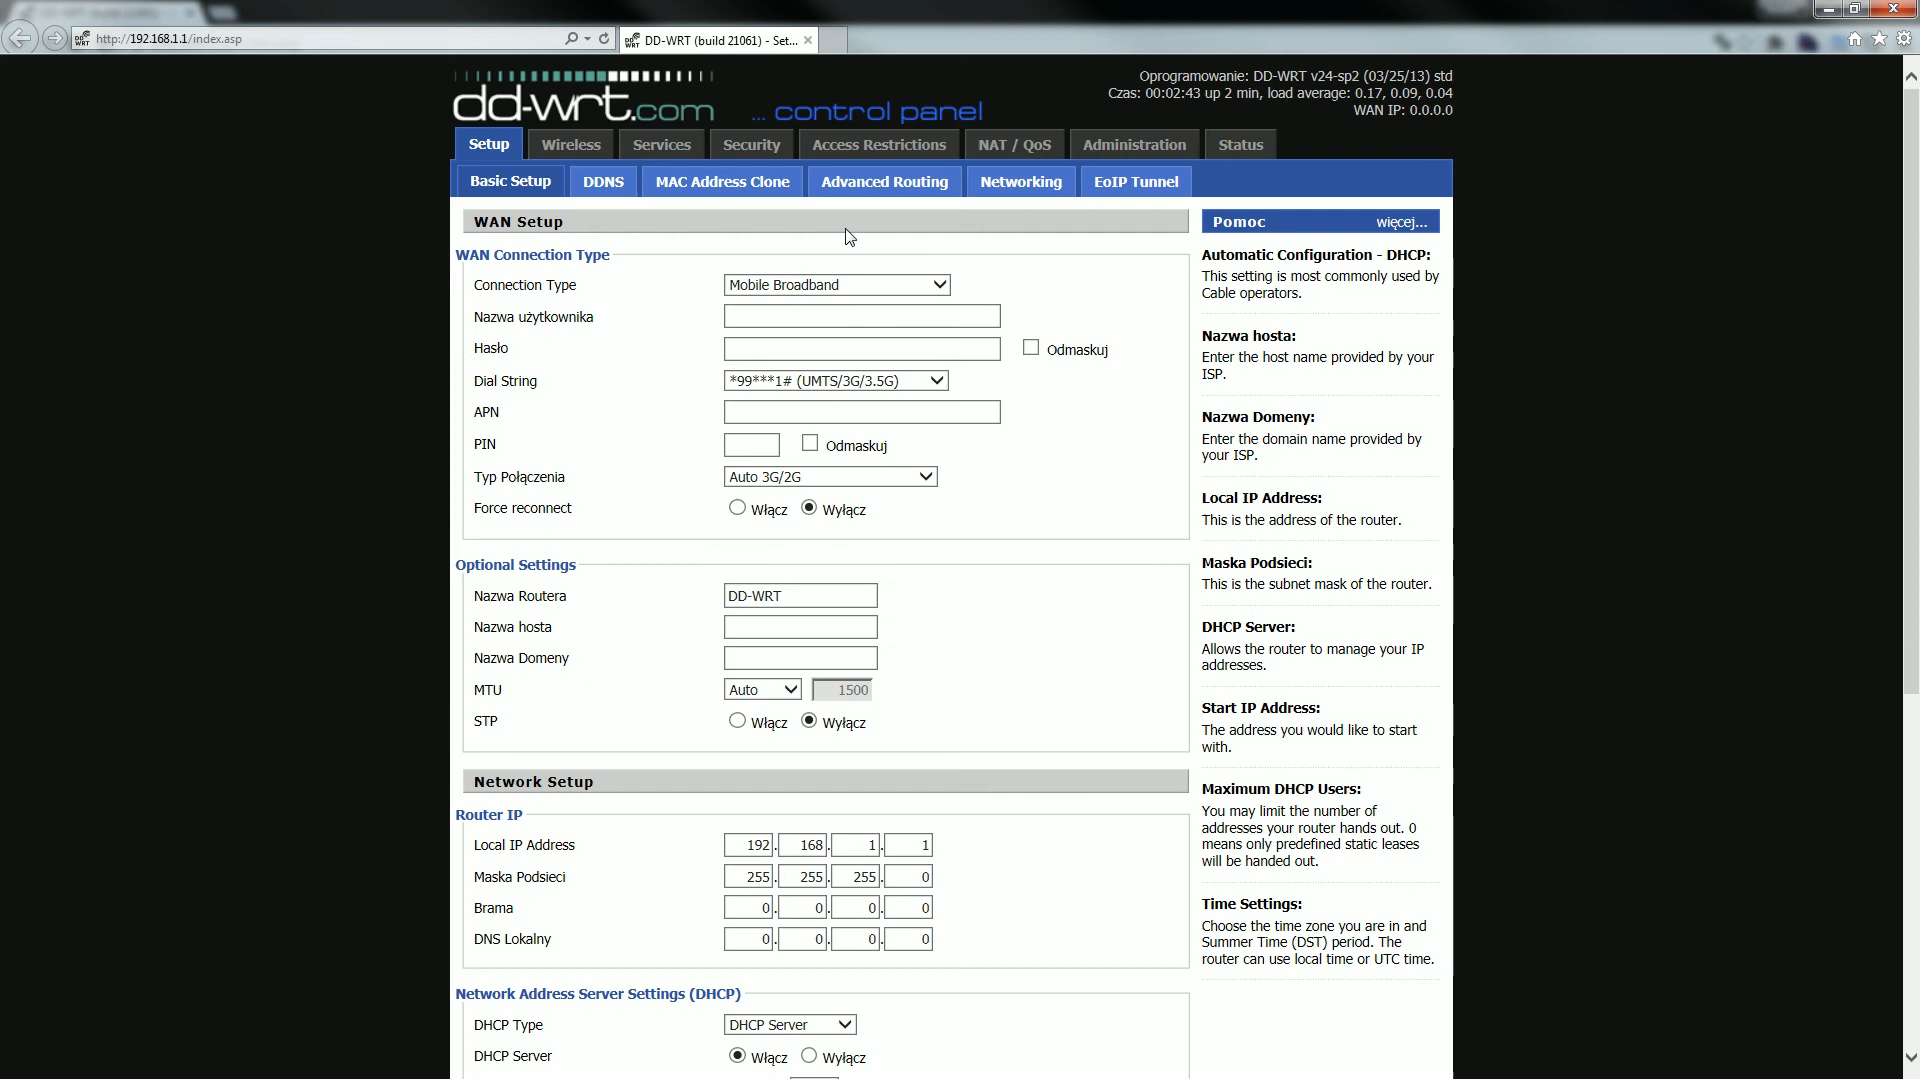 http://192.168.1.1/index.asp
DD-WRT (build 21061) - Set...
dd-wrt.com ... control panel
Oprogramowanie: DD-WRT v24-sp2 (03/25/13) std
Czas: 00:02:43 up 2 min, load average: 0.17, 0.09, 0.04
WAN IP: 0.0.0.0
Setup Wireless Services Security Access Restrictions NAT / QoS Administration Status
Basic Setup DDNS MAC Address Clone Advanced Routing Networking EoIP Tunnel
WAN Setup
WAN Connection Type
Connection Type Mobile Broadband
Nazwa użytkownika
Hasło Odmaskuj
Dial String *99***1# (UMTS/3G/3.5G)
APN
PIN Odmaskuj
Typ Połączenia Auto 3G/2G
Force reconnect Włącz Wyłącz
Optional Settings
Nazwa Routera DD-WRT
Nazwa hosta
Nazwa Domeny
MTU Auto 1500
STP Włącz Wyłącz
Network Setup
Router IP
Local IP Address 192. 168. 1. 1
Maska Podsieci 255. 255. 255. 0
Brama 0. 0. 0. 0
DNS Lokalny 0. 0. 0. 0
Network Address Server Settings (DHCP)
DHCP Type DHCP Server
DHCP Server Włącz Wyłącz
Pomoc więcej...
Automatic Configuration - DHCP:
This setting is most commonly used by
Cable operators.
Nazwa hosta:
Enter the host name provided by your
ISP.
Nazwa Domeny:
Enter the domain name provided by
your ISP.
Local IP Address:
This is the address of the router.
Maska Podsieci:
This is the subnet mask of the router.
DHCP Server:
Allows the router to manage your IP
addresses.
Start IP Address:
The address you would like to start
with.
Maximum DHCP Users:
You may limit the number of
addresses your router hands out. 0
means only predefined static leases
will be handed out.
Time Settings:
Choose the time zone you are in and
Summer Time (DST) period. The
router can use local time or UTC time.